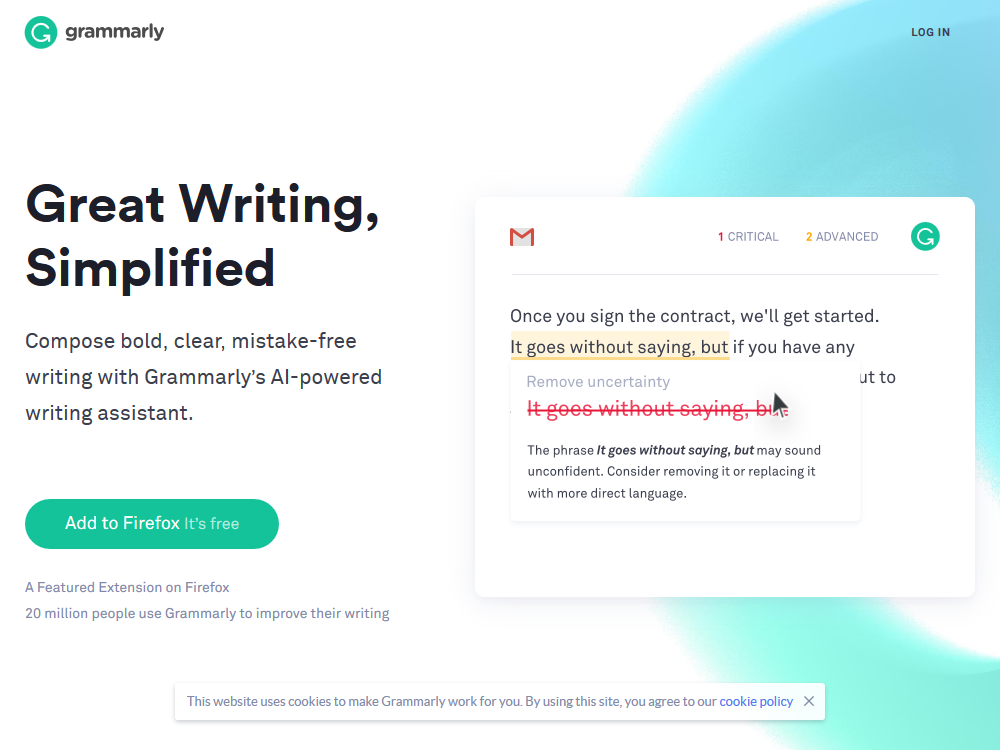 grammarly
LOG IN
Great Writing,
Simplified
Compose bold, clear, mistake-free
writing with Grammarly's AI-powered
writing assistant.
Add to Firefox It's free
A Featured Extension on Firefox
20 million people use Grammarly to improve their writing
1 CRITICAL 2 ADVANCED
Once you sign the contract, we'll get started.
It goes without saying, but if you have any
to
Remove uncertainty
It goes without saying,
The phrase It goes without saying, but may sound
unconfident. Consider removing it or replacing it
with more direct language.
This website uses cookies to make Grammarly work for you. By using this site, you agree to our cookie policy